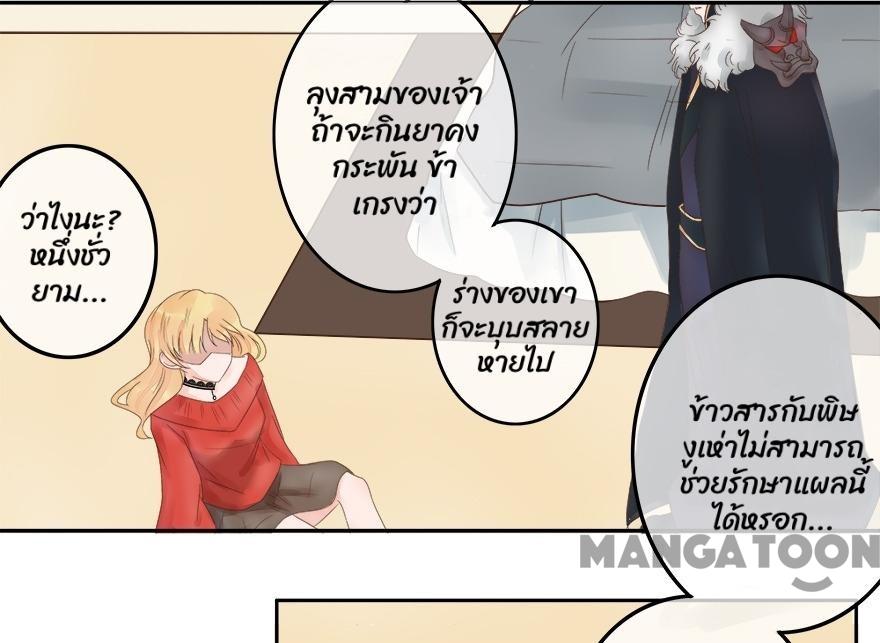 ลุงสามของเจ้า
ถ้าจะกินยาคง
กระพัน ข้า
เกรงว่า
ว่าไงนะ?
หนึ่งชั่ว
ยาม...
ร่างของเขา
ก็จะบุบสลาย
หายไป
ข้าวสารกับพิษ
งูเห่าไม่สามารถ
ช่วยรักษาแผลนี้
ได้หรอก...
MANGATOON